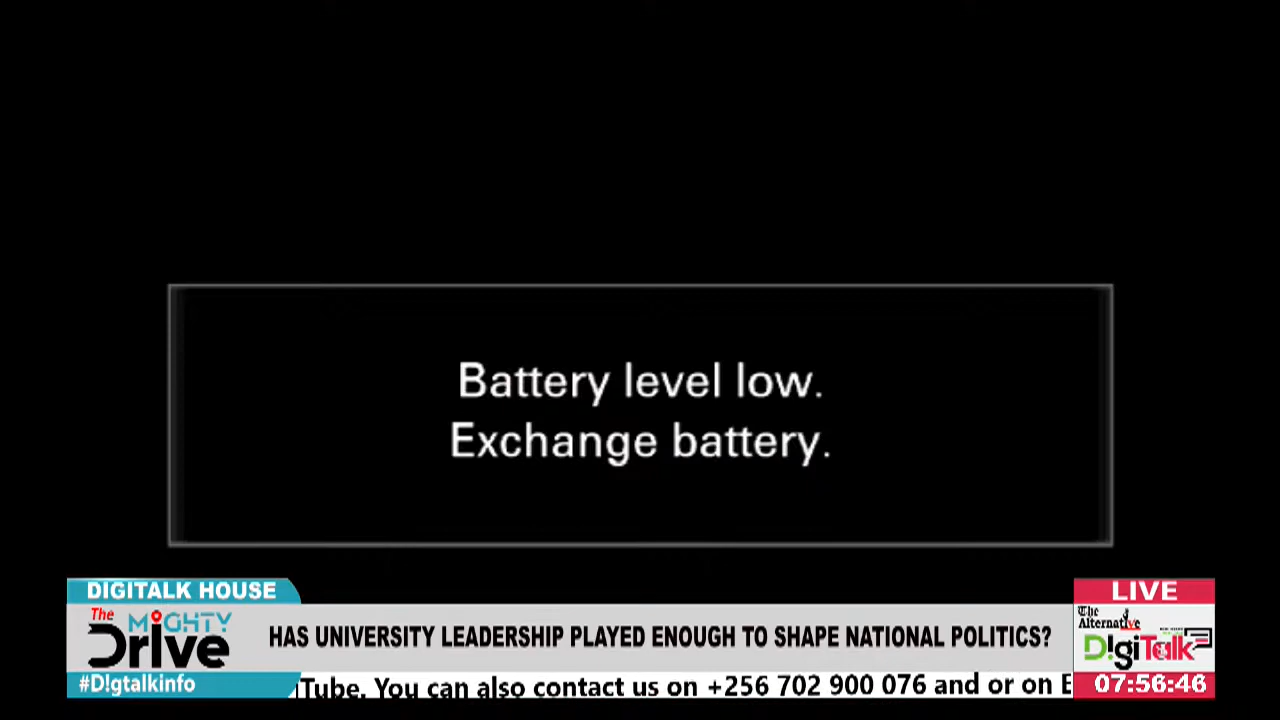 Battery level low.
Exchange battery.
DIGITALK HOUSE
The MiGHTY
Drive
#D!gtalkinfo
HAS UNIVERSITY LEADERSHIP PLAYED ENOUGH TO SHAPE NATIONAL POLITICS?
Tube. You can also contact us on +256 702 900 076 and or on E
LIVE
The
Alternative
D!giTalk
07:56:46